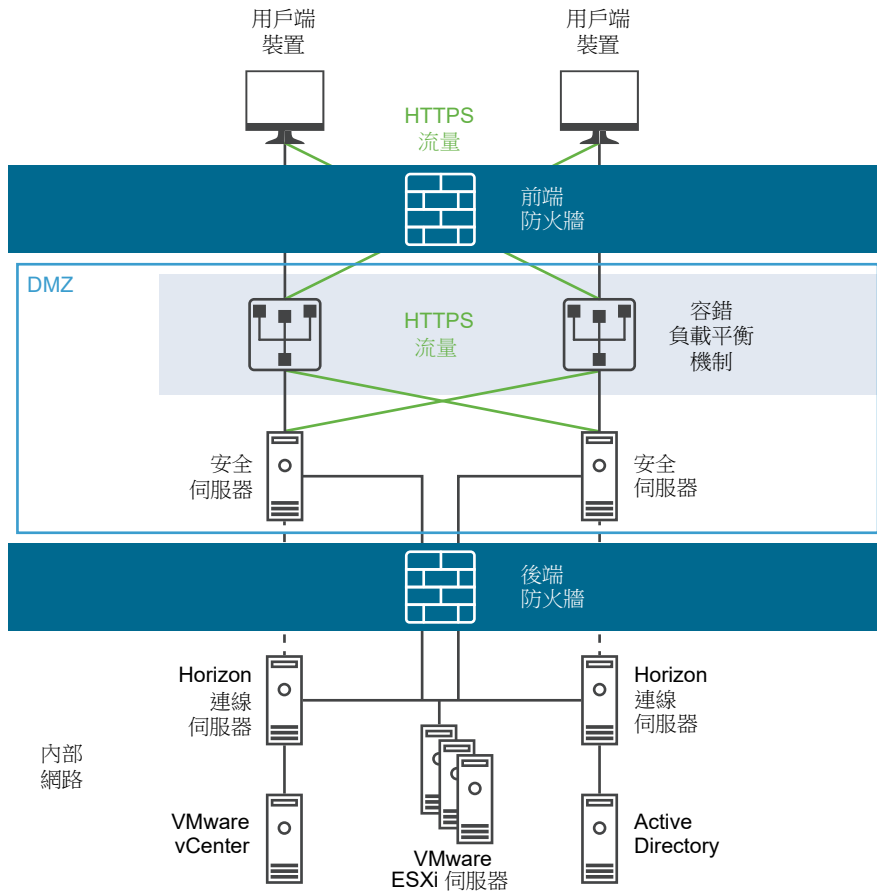 用戶端
裝置
用戶端
裝置
HTTPS
流量
前端
防火牆
DMZ
HTTPS
流量
容錯
負載平衡
機制
安全
伺服器
安全
伺服器
後端
防火牆
Horizon
連線
伺服器
Horizon
連線
伺服器
內部
網路
VMware
vCenter
VMware
ESXi 伺服器
Active
Directory